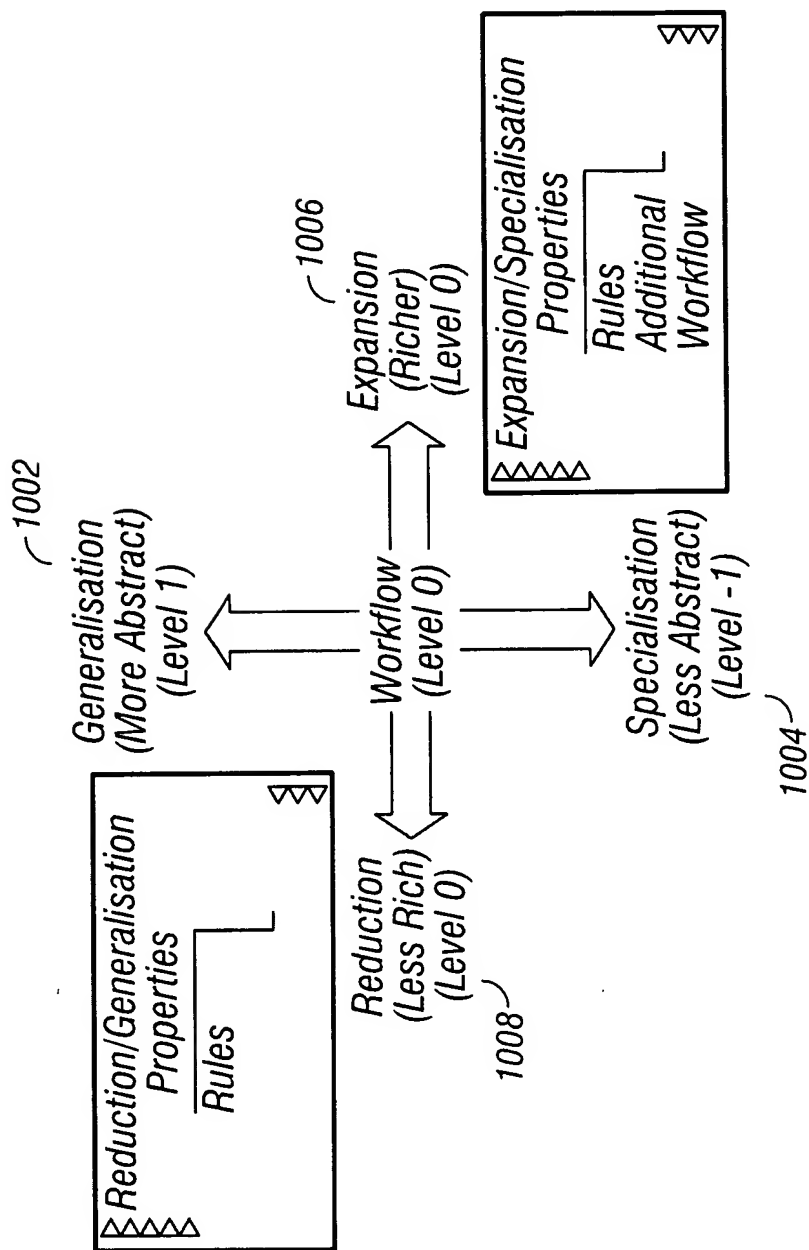 1002
Generalisation
(More Abstract)
(Level 1)
Reduction/Generalisation
Properties
Rules
1006
Expansion
(Richer)
(Level 0)
Workflow
(Level 0)
Reduction
(Less Rich)
(Level 0)
1008
Specialisation
(Less Abstract)
(Level -1)
1004
Expansion/Specialisation
Properties
Rules
Additional
Workflow